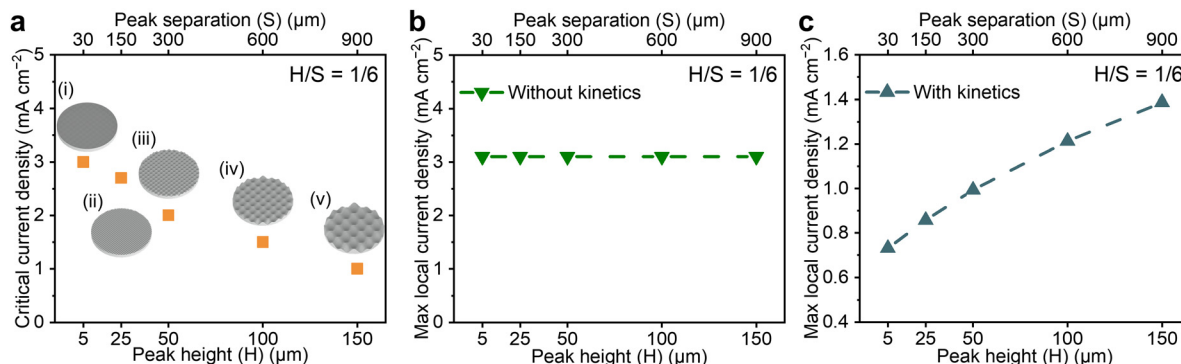 a
Peak separation (S) (µm)
30 150 300 600 900
H/S = 1/6
Critical current density (mA cm⁻²)
5
4
3
2
1
0
(i)
(ii)
(iii)
(iv)
(v)
5 25 50 100 150
Peak height (H) (µm)
b
Peak separation (S) (µm)
30 150 300 600 900
H/S = 1/6
Without kinetics
Max local current density (mA cm⁻²)
5
4
3
2
1
0
5 25 50 100 150
Peak height (H) (µm)
c
Peak separation (S) (µm)
30 150 300 600 900
H/S = 1/6
With kinetics
Max local current density (mA cm⁻²)
1.6
1.4
1.2
1.0
0.8
0.6
0.4
5 25 50 100 150
Peak height (H) (µm)